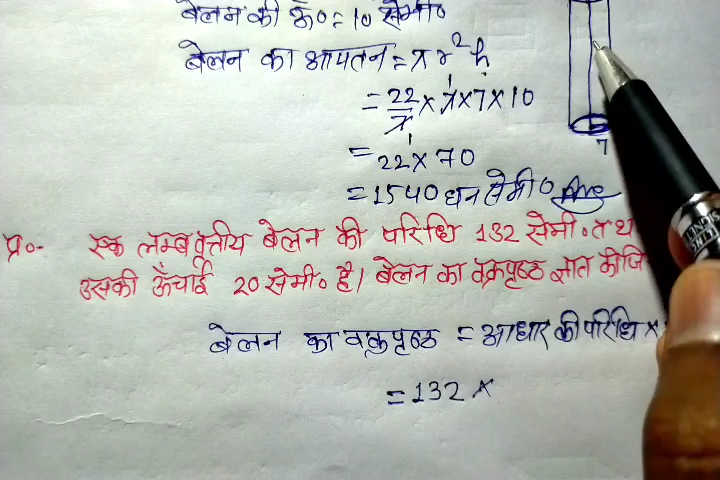 बेलन की ऊँ० = 10 सेमी०
बेलन का आयतन = πr²h
= 22/7 × 7 × 7 × 10
= 22 × 70
= 1540 घन सेमी० Ans
7
प्र०- एक लम्बवृत्तीय बेलन की परिधि 132 सेमी० तथ
उसकी ऊँचाई 20 सेमी० है। बेलन का वक्रपृष्ठ ज्ञात कीजि
बेलन का वक्रपृष्ठ = आधार की परिधि ×
= 132 ×